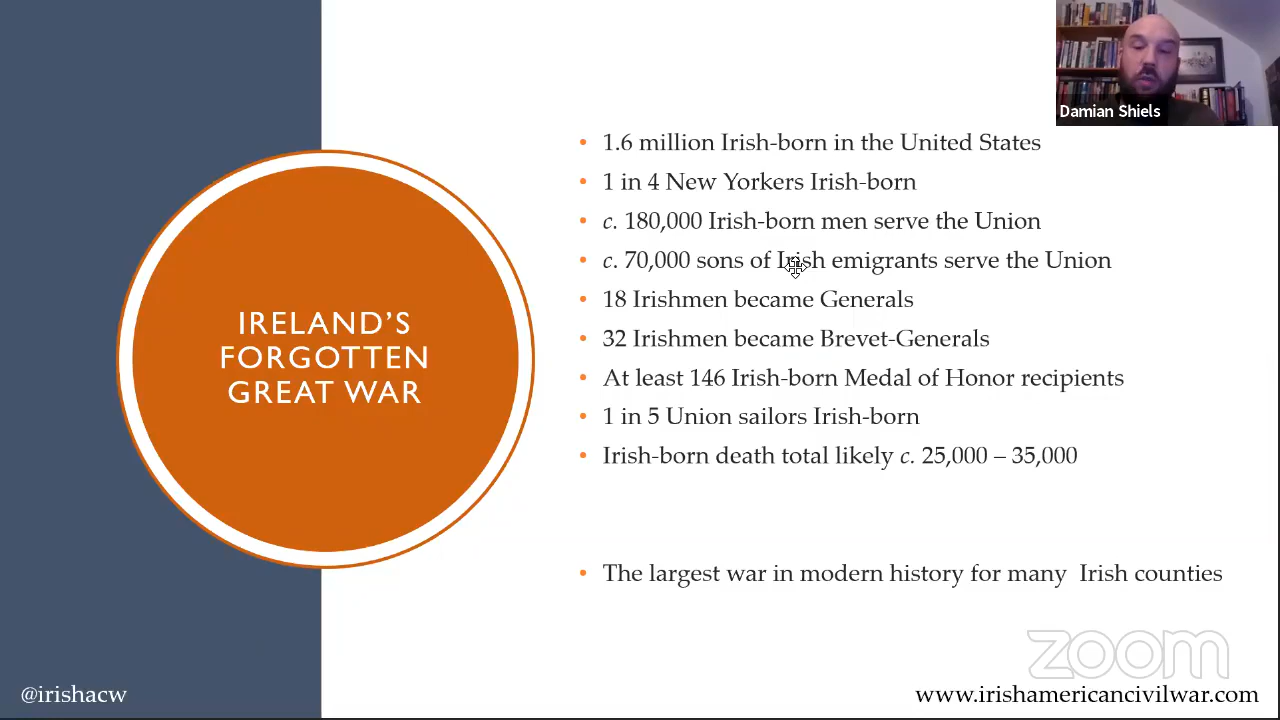 Damian Shiels
IRELAND'S
FORGOTTEN
GREAT WAR
• 1.6 million Irish-born in the United States
• 1 in 4 New Yorkers Irish-born
• c. 180,000 Irish-born men serve the Union
• c. 70,000 sons of Irish emigrants serve the Union
• 18 Irishmen became Generals
• 32 Irishmen became Brevet-Generals
• At least 146 Irish-born Medal of Honor recipients
• 1 in 5 Union sailors Irish-born
• Irish-born death total likely c. 25,000 – 35,000
• The largest war in modern history for many  Irish counties
zoom
@irishacw
www.irishamericancivilwar.com